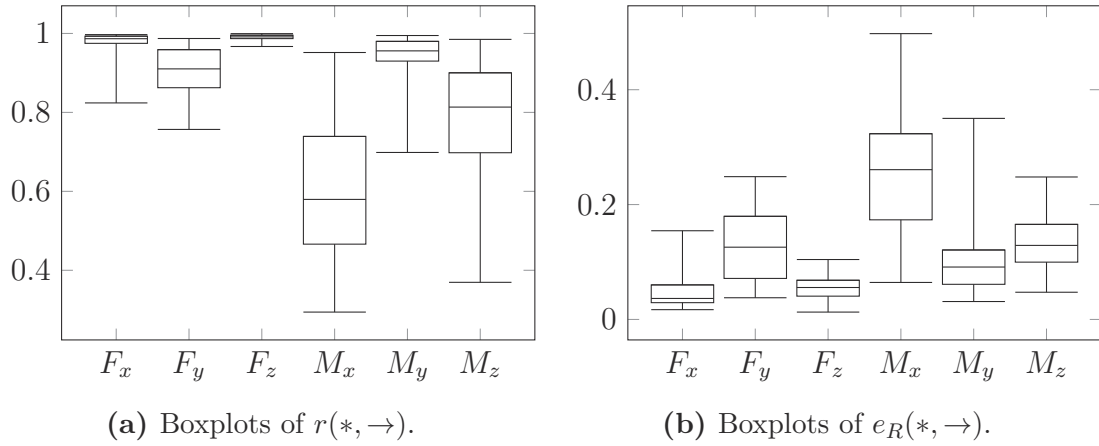 1
0.8
0.6
0.4
F_x F_y F_z M_x M_y M_z
(a) Boxplots of r(∗, →).
0.4
0.2
0
F_x F_y F_z M_x M_y M_z
(b) Boxplots of e_R(∗, →).